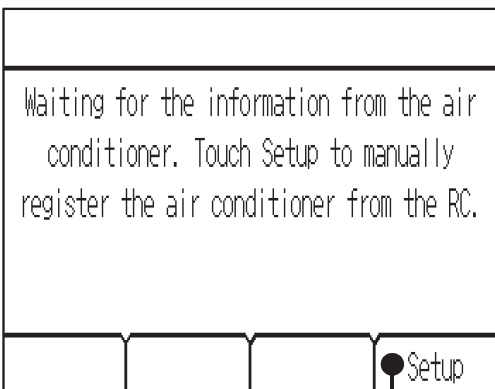 Waiting for the information from the air
conditioner. Touch Setup to manually
register the air conditioner from the RC.
Setup